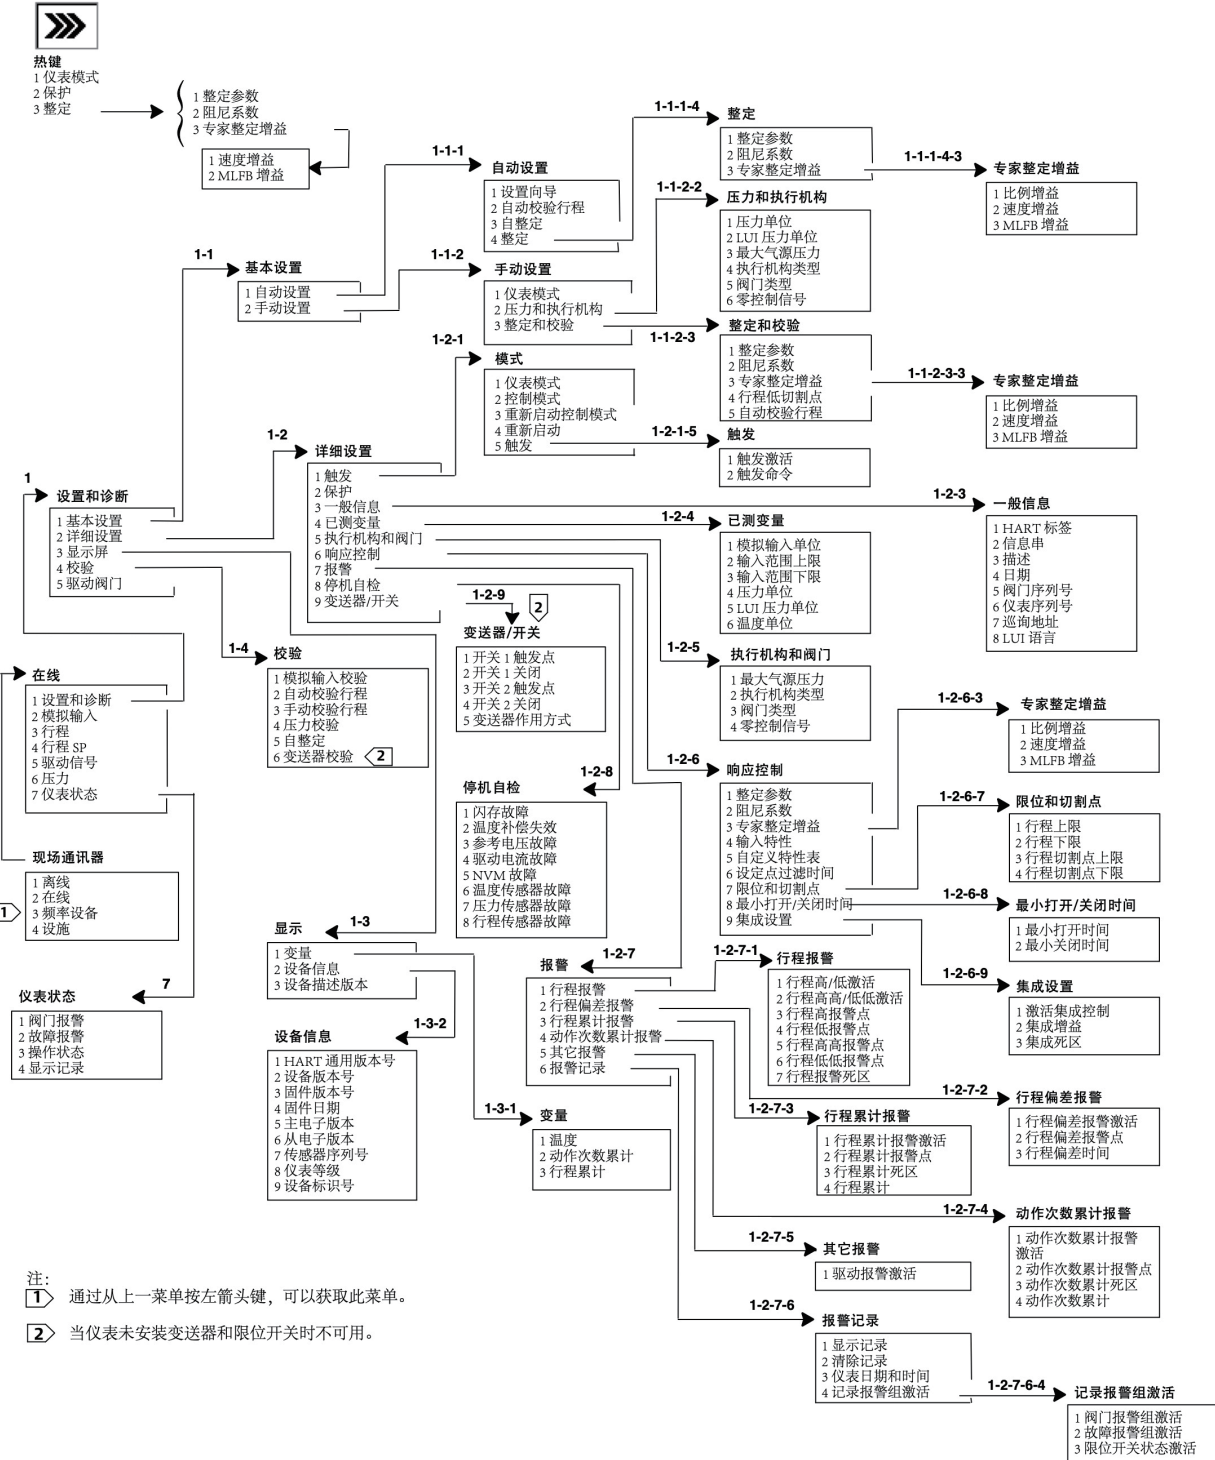 热键
1 仪表模式
2 保护
3 整定
1 整定参数
2 阻尼系数
3 专家整定增益
1 速度增益
2 MLFB 增益
1-1-1
自动设置
1 设置向导
2 自动校验行程
3 自整定
4 整定
1-1-1-4
整定
1 整定参数
2 阻尼系数
3 专家整定增益
1-1-1-4-3
专家整定增益
1 比例增益
2 速度增益
3 MLFB 增益
1-1
基本设置
1 自动设置
2 手动设置
1-1-2
手动设置
1 仪表模式
2 压力和执行机构
3 整定和校验
1-1-2-2
压力和执行机构
1 压力单位
2 LUI 压力单位
3 最大气源压力
4 执行机构类型
5 阀门类型
6 零控制信号
1-1-2-3
整定和校验
1 整定参数
2 阻尼系数
3 专家整定增益
4 行程低切割点
5 自动校验行程
1-1-2-3-3
专家整定增益
1 比例增益
2 速度增益
3 MLFB 增益
1-2-1
模式
1 仪表模式
2 控制模式
3 重新启动控制模式
4 重新启动
5 触发
1-2-1-5
触发
1 触发激活
2 触发命令
1-2
详细设置
1 触发
2 保护
3 一般信息
4 已测变量
5 执行机构和阀门
6 响应控制
7 报警
8 停机自检
9 变送器/开关
1
设置和诊断
1 基本设置
2 详细设置
3 显示屏
4 校验
5 驱动阀门
1-2-3
一般信息
1 HART 标签
2 信息串
3 描述
4 日期
5 阀门序列号
6 仪表序列号
7 巡询地址
8 LUI 语言
1-2-4
已测变量
1 模拟输入单位
2 输入范围上限
3 输入范围下限
4 压力单位
5 LUI 压力单位
6 温度单位
1-2-9
2
变送器/开关
1 开关 1 触发点
2 开关 1 关闭
3 开关 2 触发点
4 开关 2 关闭
5 变送器作用方式
1-4
校验
1 模拟输入校验
2 自动校验行程
3 手动校验行程
4 压力校验
5 自整定
6 变送器校验
2
在线
1 设置和诊断
2 模拟输入
3 行程
4 行程 SP
5 驱动信号
6 压力
7 仪表状态
1-2-5
执行机构和阀门
1 最大气源压力
2 执行机构类型
3 阀门类型
4 零控制信号
1-2-6
响应控制
1 整定参数
2 阻尼系数
3 专家整定增益
4 输入特性
5 自定义特性表
6 设定点过滤时间
7 限位和切割点
8 最小打开/关闭时间
9 集成设置
1-2-6-3
专家整定增益
1 比例增益
2 速度增益
3 MLFB 增益
1-2-6-7
限位和切割点
1 行程上限
2 行程下限
3 行程切割点上限
4 行程切割点下限
1-2-6-8
最小打开/关闭时间
1 最小打开时间
2 最小关闭时间
1-2-6-9
集成设置
1 激活集成控制
2 集成增益
3 集成死区
1-2-8
停机自检
1 闪存故障
2 温度补偿失效
3 参考电压故障
4 驱动电流故障
5 NVM 故障
6 温度传感器故障
7 压力传感器故障
8 行程传感器故障
现场通讯器
1 离线
2 在线
3 频率设备
4 设施
1
7
仪表状态
1 阀门报警
2 故障报警
3 操作状态
4 显示记录
1-3
显示
1 变量
2 设备信息
3 设备描述版本
1-3-2
设备信息
1 HART 通用版本号
2 设备版本号
3 固件版本号
4 固件日期
5 主电子版本
6 从电子版本
7 传感器序列号
8 仪表等级
9 设备标识号
1-3-1
变量
1 温度
2 动作次数累计
3 行程累计
1-2-7
报警
1 行程报警
2 行程偏差报警
3 行程累计报警
4 动作次数累计报警
5 其它报警
6 报警记录
1-2-7-1
行程报警
1 行程高/低激活
2 行程高高/低低激活
3 行程高报警点
4 行程低报警点
5 行程高高报警点
6 行程低低报警点
7 行程报警死区
1-2-7-2
行程偏差报警
1 行程偏差报警激活
2 行程偏差报警点
3 行程偏差时间
1-2-7-3
行程累计报警
1 行程累计报警激活
2 行程累计报警点
3 行程累计死区
4 行程累计
1-2-7-4
动作次数累计报警
1 动作次数累计报警
激活
2 动作次数累计报警点
3 动作次数累计死区
4 动作次数累计
1-2-7-5
其它报警
1 驱动报警激活
1-2-7-6
报警记录
1 显示记录
2 清除记录
3 仪表日期和时间
4 记录报警组激活
1-2-7-6-4
记录报警组激活
1 阀门报警组激活
2 故障报警组激活
3 限位开关状态激活
注：
1 通过从上一菜单按左箭头键，可以获取此菜单。
2 当仪表未安装变送器和限位开关时不可用。